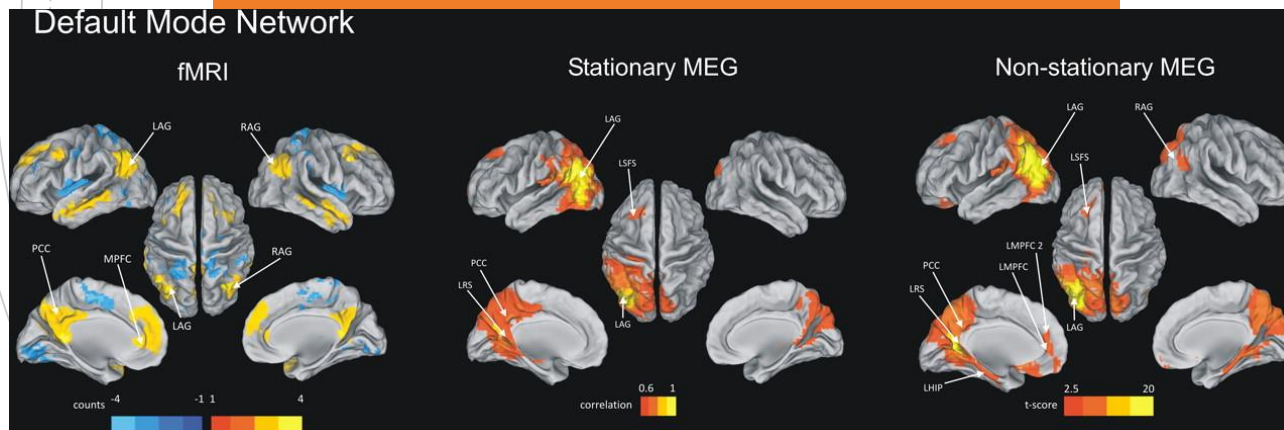 Default Mode Network
fMRI
LAG
RAG
PCC
MPFC
RAG
LAG
counts
-4
-1
1
4
Stationary MEG
LAG
LSFS
PCC
LRS
LAG
correlation
0.6
1
Non-stationary MEG
LAG
RAG
LSFS
LMPFC 2
PCC
LMPFC
LRS
LAG
LHIP
t-score
2.5
20